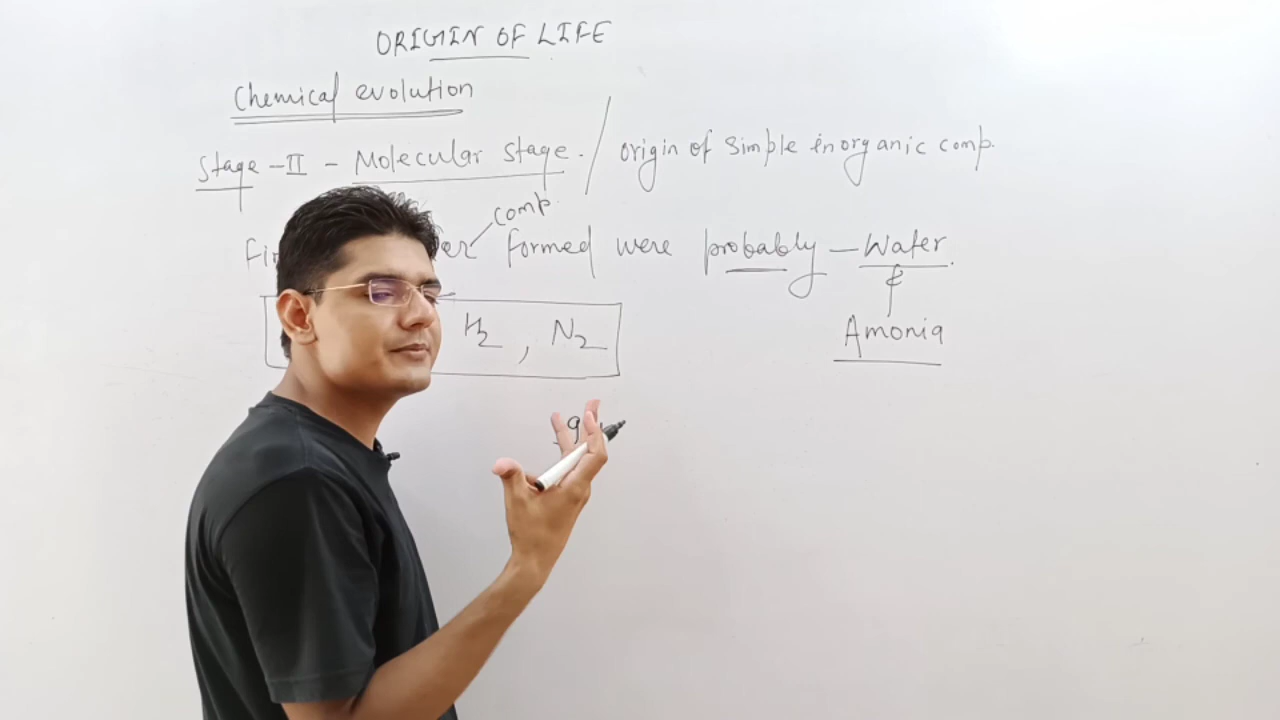 ORIGIN OF LIFE
Chemical evolution
Stage-II - Molecular stage. / origin of Simple inorganic comp.
comp.
formed were probably - Water.
&
H2, N2
Amonia